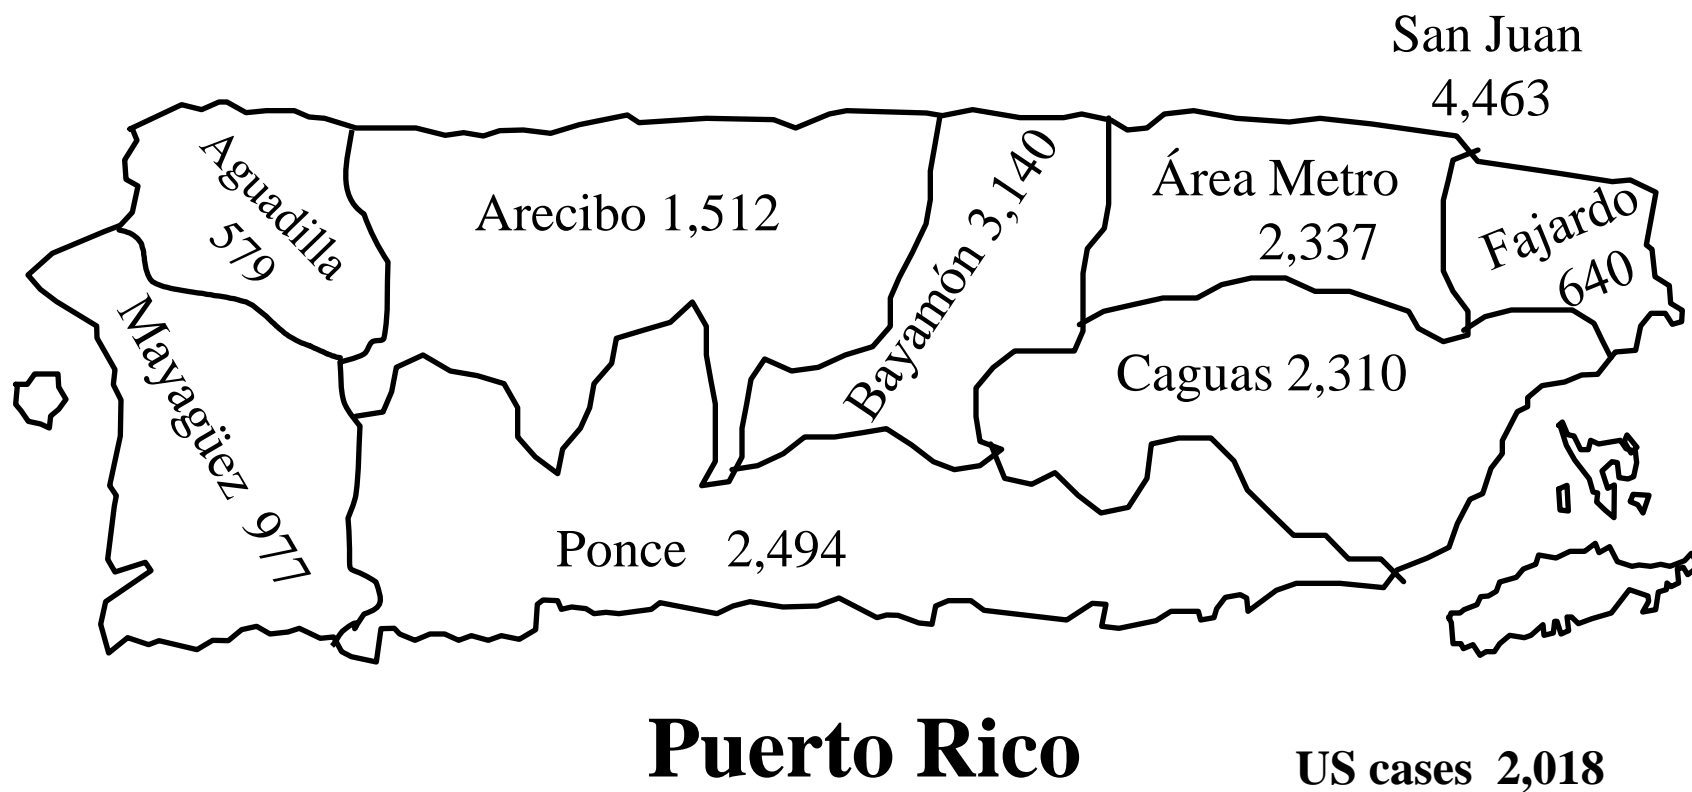 San Juan
4,463
Aguadilla
579
Arecibo 1,512
Bayamón 3,140
Área Metro
2,337
Fajardo
640
Mayagüez 977
Caguas 2,310
Ponce 2,494
Puerto Rico
US cases 2,018